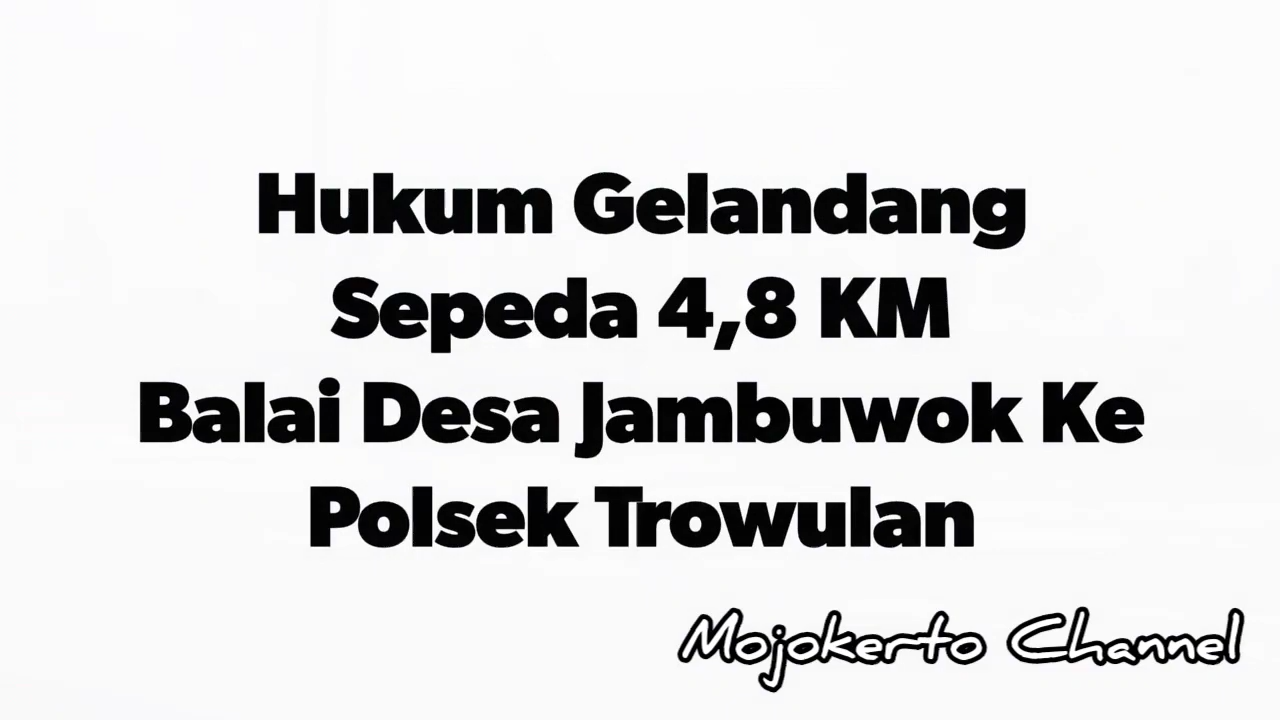 Hukum Gelandang
Sepeda 4,8 KM
Balai Desa Jambuwok Ke
Polsek Trowulan
Mojokerto Channel